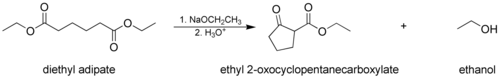 O
O
O
O
1. NaOCH₂CH₃
2. H₃O⁺
O
O
O
+
OH
diethyl adipate
ethyl 2-oxocyclopentanecarboxylate
ethanol